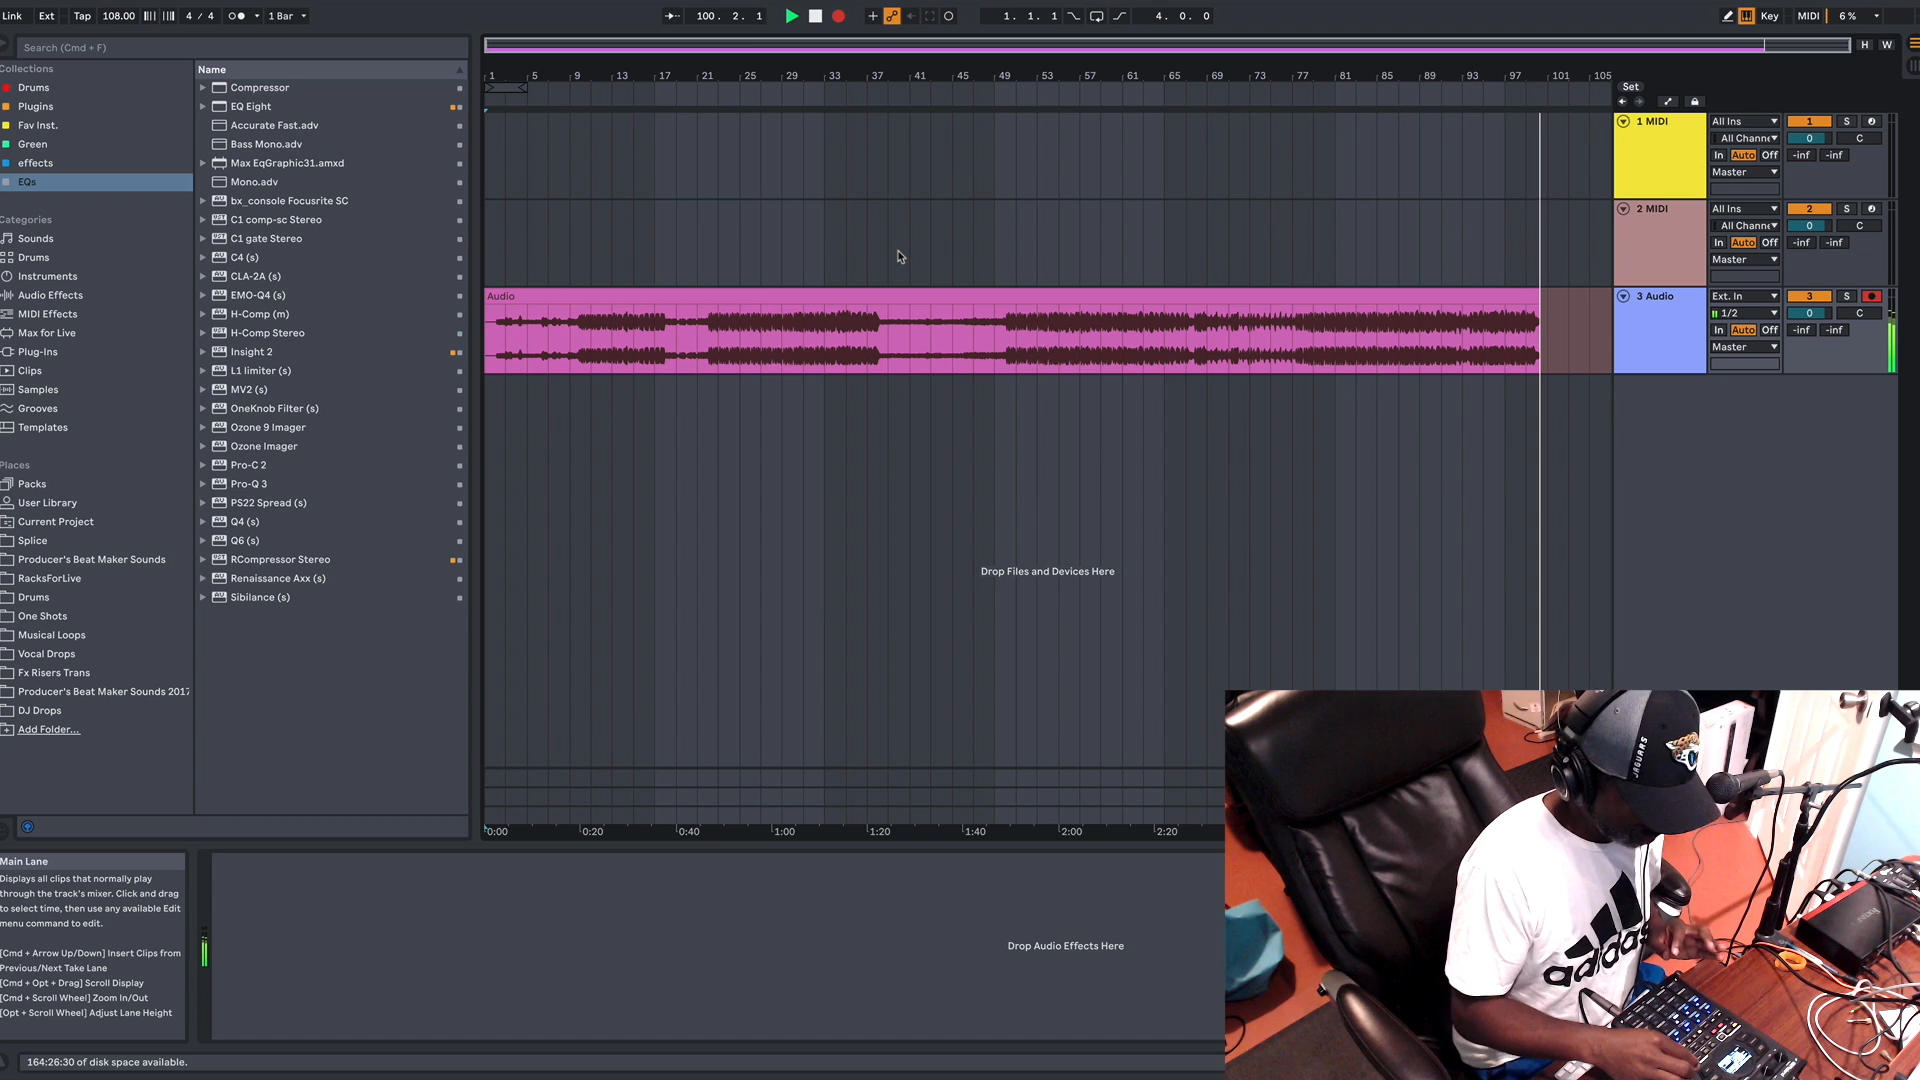 Link Ext Tap 108.00 4 / 4 1 Bar 100. 2. 1 1. 1. 1 4. 0. 0 Key MIDI 6 %
Search (Cmd + F)
H W
Collections
Drums
Plugins
Fav Inst.
Green
effects
EQs
Categories
Sounds
Drums
Instruments
Audio Effects
MIDI Effects
Max for Live
Plug-Ins
Clips
Samples
Grooves
Templates
Places
Packs
User Library
Current Project
Splice
Producer's Beat Maker Sounds
RacksForLive
Drums
One Shots
Musical Loops
Vocal Drops
Fx Risers Trans
Producer's Beat Maker Sounds 2017
DJ Drops
Add Folder...
Name
Compressor
EQ Eight
Accurate Fast.adv
Bass Mono.adv
Max EqGraphic31.amxd
Mono.adv
bx_console Focusrite SC
C1 comp-sc Stereo
C1 gate Stereo
C4 (s)
CLA-2A (s)
EMO-Q4 (s)
H-Comp (m)
H-Comp Stereo
Insight 2
L1 limiter (s)
MV2 (s)
OneKnob Filter (s)
Ozone 9 Imager
Ozone Imager
Pro-C 2
Pro-Q 3
PS22 Spread (s)
Q4 (s)
Q6 (s)
RCompressor Stereo
Renaissance Axx (s)
Sibilance (s)
1 5 9 13 17 21 25 29 33 37 41 45 49 53 57 61 65 69 73 77 81 85 89 93 97 101 105
Set
1 MIDI All Ins 1 S
All Channe 0 C
In Auto Off -inf -inf
Master
2 MIDI All Ins 2 S
All Channe 0 C
In Auto Off -inf -inf
Master
Audio
3 Audio Ext. In 3 S
1/2 0 C
In Auto Off -inf -inf
Master
Drop Files and Devices Here
0:00 0:20 0:40 1:00 1:20 1:40 2:00 2:20
Main Lane
Displays all clips that normally play
through the track's mixer. Click and drag
to select time, then use any available Edit
menu command to edit.
[Cmd + Arrow Up/Down] Insert Clips from
Previous/Next Take Lane
[Cmd + Opt + Drag] Scroll Display
[Cmd + Scroll Wheel] Zoom In/Out
[Opt + Scroll Wheel] Adjust Lane Height
Drop Audio Effects Here
164:26:30 of disk space available.
JAGUARS
adidas